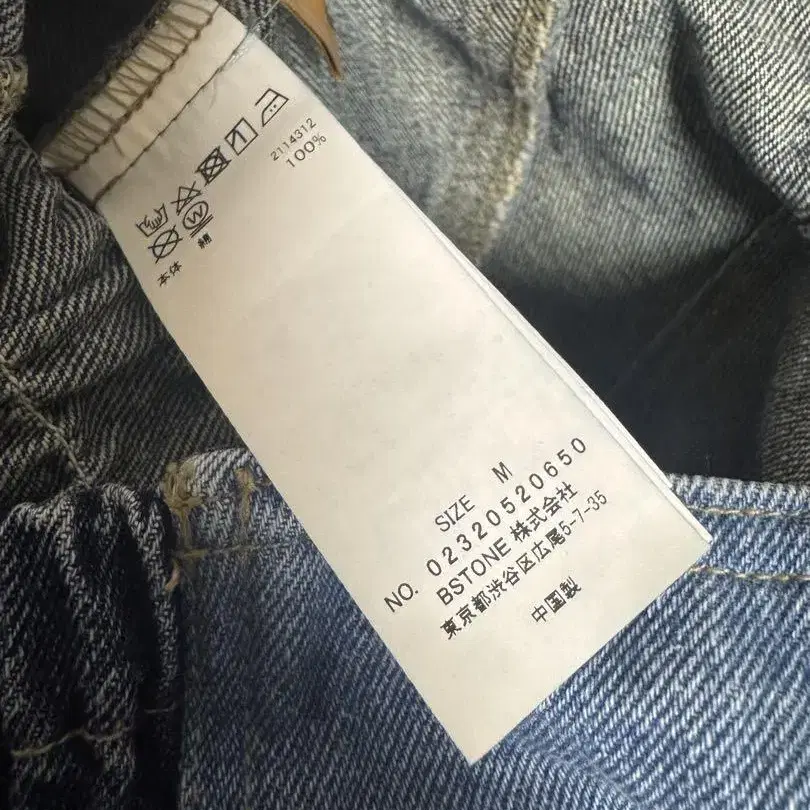 2114312
本体
綿
100%
SIZE M
NO. 02320520650
BSTONE 株式会社
東京都渋谷区広尾5-7-35
中国製